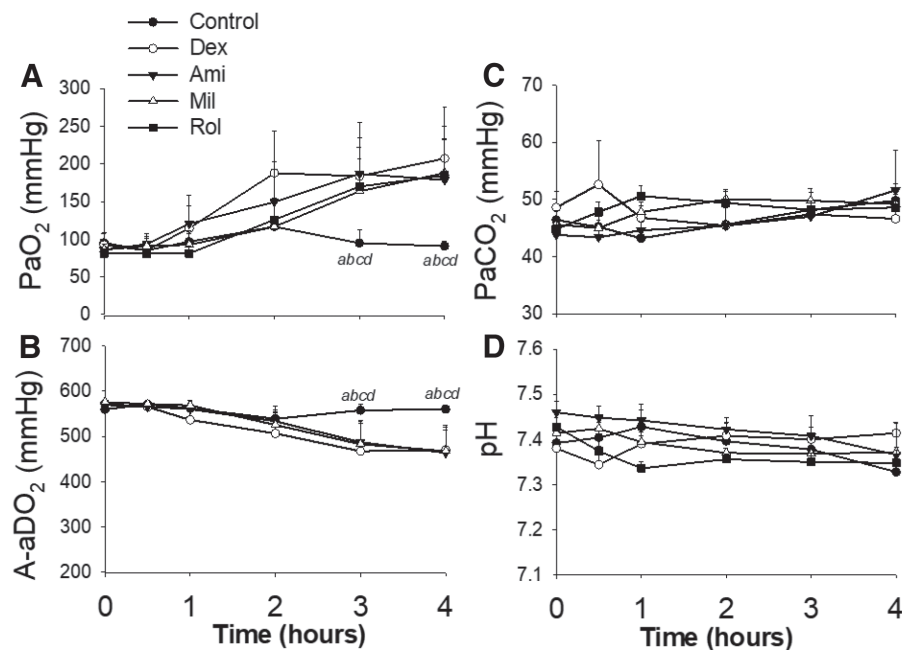 Control
Dex
Ami
Mil
Rol
A
300
250
200
150
100
50
0
PaO2 (mmHg)
abcd
abcd
C
70
60
50
40
30
PaCO2 (mmHg)
B
700
600
500
400
300
200
A-aDO2 (mmHg)
abcd
abcd
0 1 2 3 4
Time (hours)
D
7.6
7.5
7.4
7.3
7.2
7.1
pH
0 1 2 3 4
Time (hours)